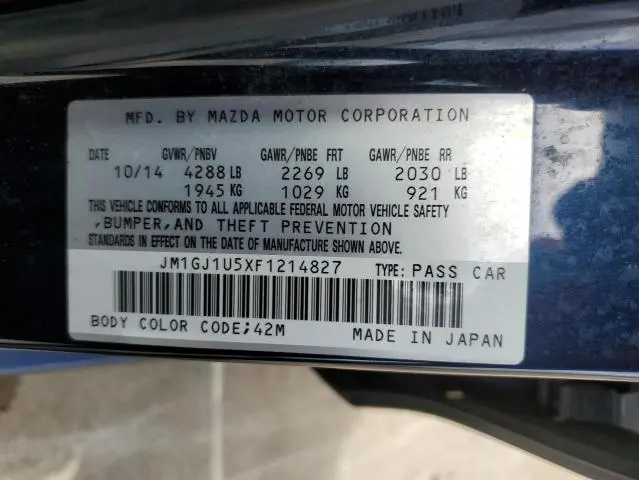 MFD. BY MAZDA MOTOR CORPORATION
DATE GVWR/PNBV GAWR/PNBE FRT GAWR/PNBE RR
10/14 4288 LB 2269 LB 2030 LB
1945 KG 1029 KG 921 KG
THIS VEHICLE CONFORMS TO ALL APPLICABLE FEDERAL MOTOR VEHICLE SAFETY
,BUMPER,AND THEFT PREVENTION
STANDARDS IN EFFECT ON THE DATE OF MANUFACTURE SHOWN ABOVE.
JM1GJ1U5XF1214827 TYPE: PASS CAR
BODY COLOR CODE;42M MADE IN JAPAN